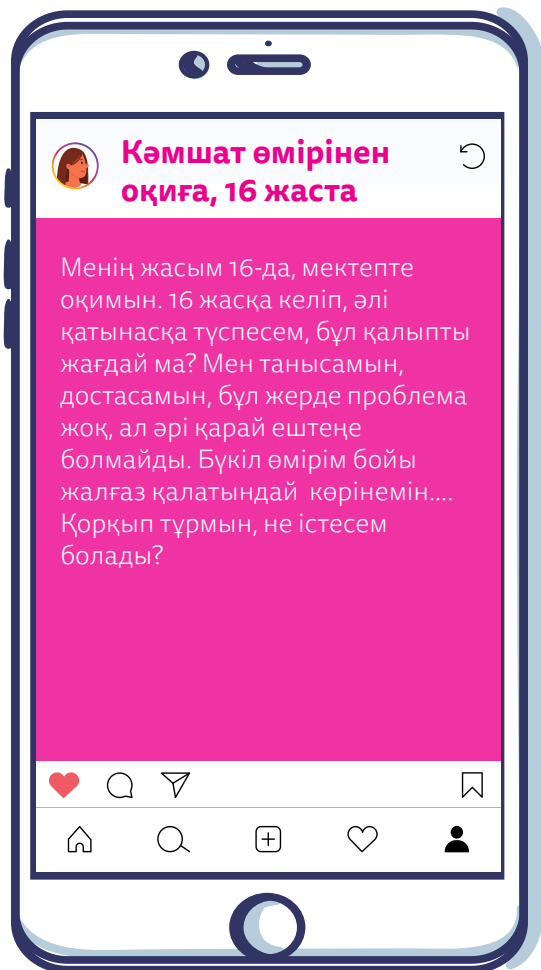 Кәмшат өмірінен
оқиға, 16 жаста
Менің жасым 16-да, мектепте
оқимын. 16 жасқа келіп, әлі
қатынасқа түспесем, бұл қалыпты
жағдай ма? Мен танысамын,
достасамын, бұл жерде проблема
жоқ, ал әрі қарай ештеңе
болмайды. Бүкіл өмірім бойы
жалғаз қалатындай  көрінемін....
Қорқып тұрмын, не істесем
болады?